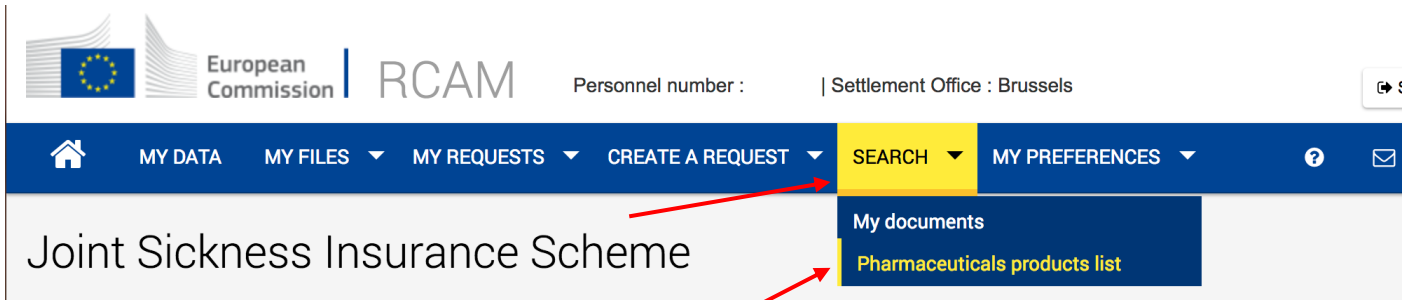 European
Commission
RCAM
Personnel number : | Settlement Office : Brussels
MY DATA MY FILES MY REQUESTS CREATE A REQUEST SEARCH MY PREFERENCES
My documents
Joint Sickness Insurance Scheme
Pharmaceuticals products list